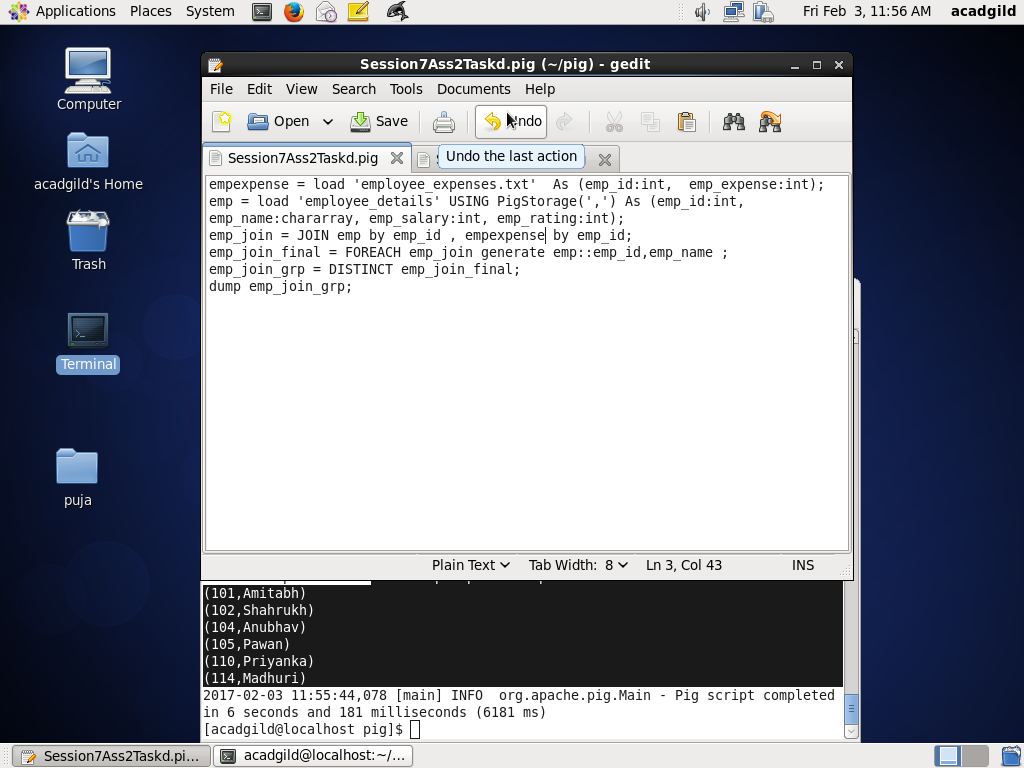 Applications Places System Fri Feb 3, 11:56 AM acadgild
Computer
acadgild's Home
Trash
Terminal
puja
Session7Ass2Taskd.pig (~/pig) - gedit
File Edit View Search Tools Documents Help
Open Save Undo
Session7Ass2Taskd.pig
Undo the last action
empexpense = load 'employee_expenses.txt'  As (emp_id:int,  emp_expense:int);
emp = load 'employee_details' USING PigStorage(',') As (emp_id:int,
emp_name:chararray, emp_salary:int, emp_rating:int);
emp_join = JOIN emp by emp_id , empexpense by emp_id;
emp_join_final = FOREACH emp_join generate emp::emp_id,emp_name ;
emp_join_grp = DISTINCT emp_join_final;
dump emp_join_grp;
Plain Text Tab Width: 8 Ln 3, Col 43 INS
(101,Amitabh)
(102,Shahrukh)
(104,Anubhav)
(105,Pawan)
(110,Priyanka)
(114,Madhuri)
2017-02-03 11:55:44,078 [main] INFO  org.apache.pig.Main - Pig script completed
in 6 seconds and 181 milliseconds (6181 ms)
[acadgild@localhost pig]$
Session7Ass2Taskd.pi... acadgild@localhost:~/...